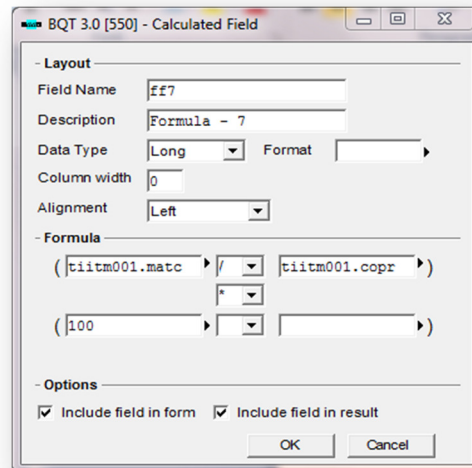 BQT 3.0 [550] - Calculated Field
Layout
Field Name ff7
Description Formula - 7
Data Type Long Format
Column width 0
Alignment Left
Formula
( tiitm001.matc / tiitm001.copr )
*
( 100 )
Options
Include field in form Include field in result
OK Cancel